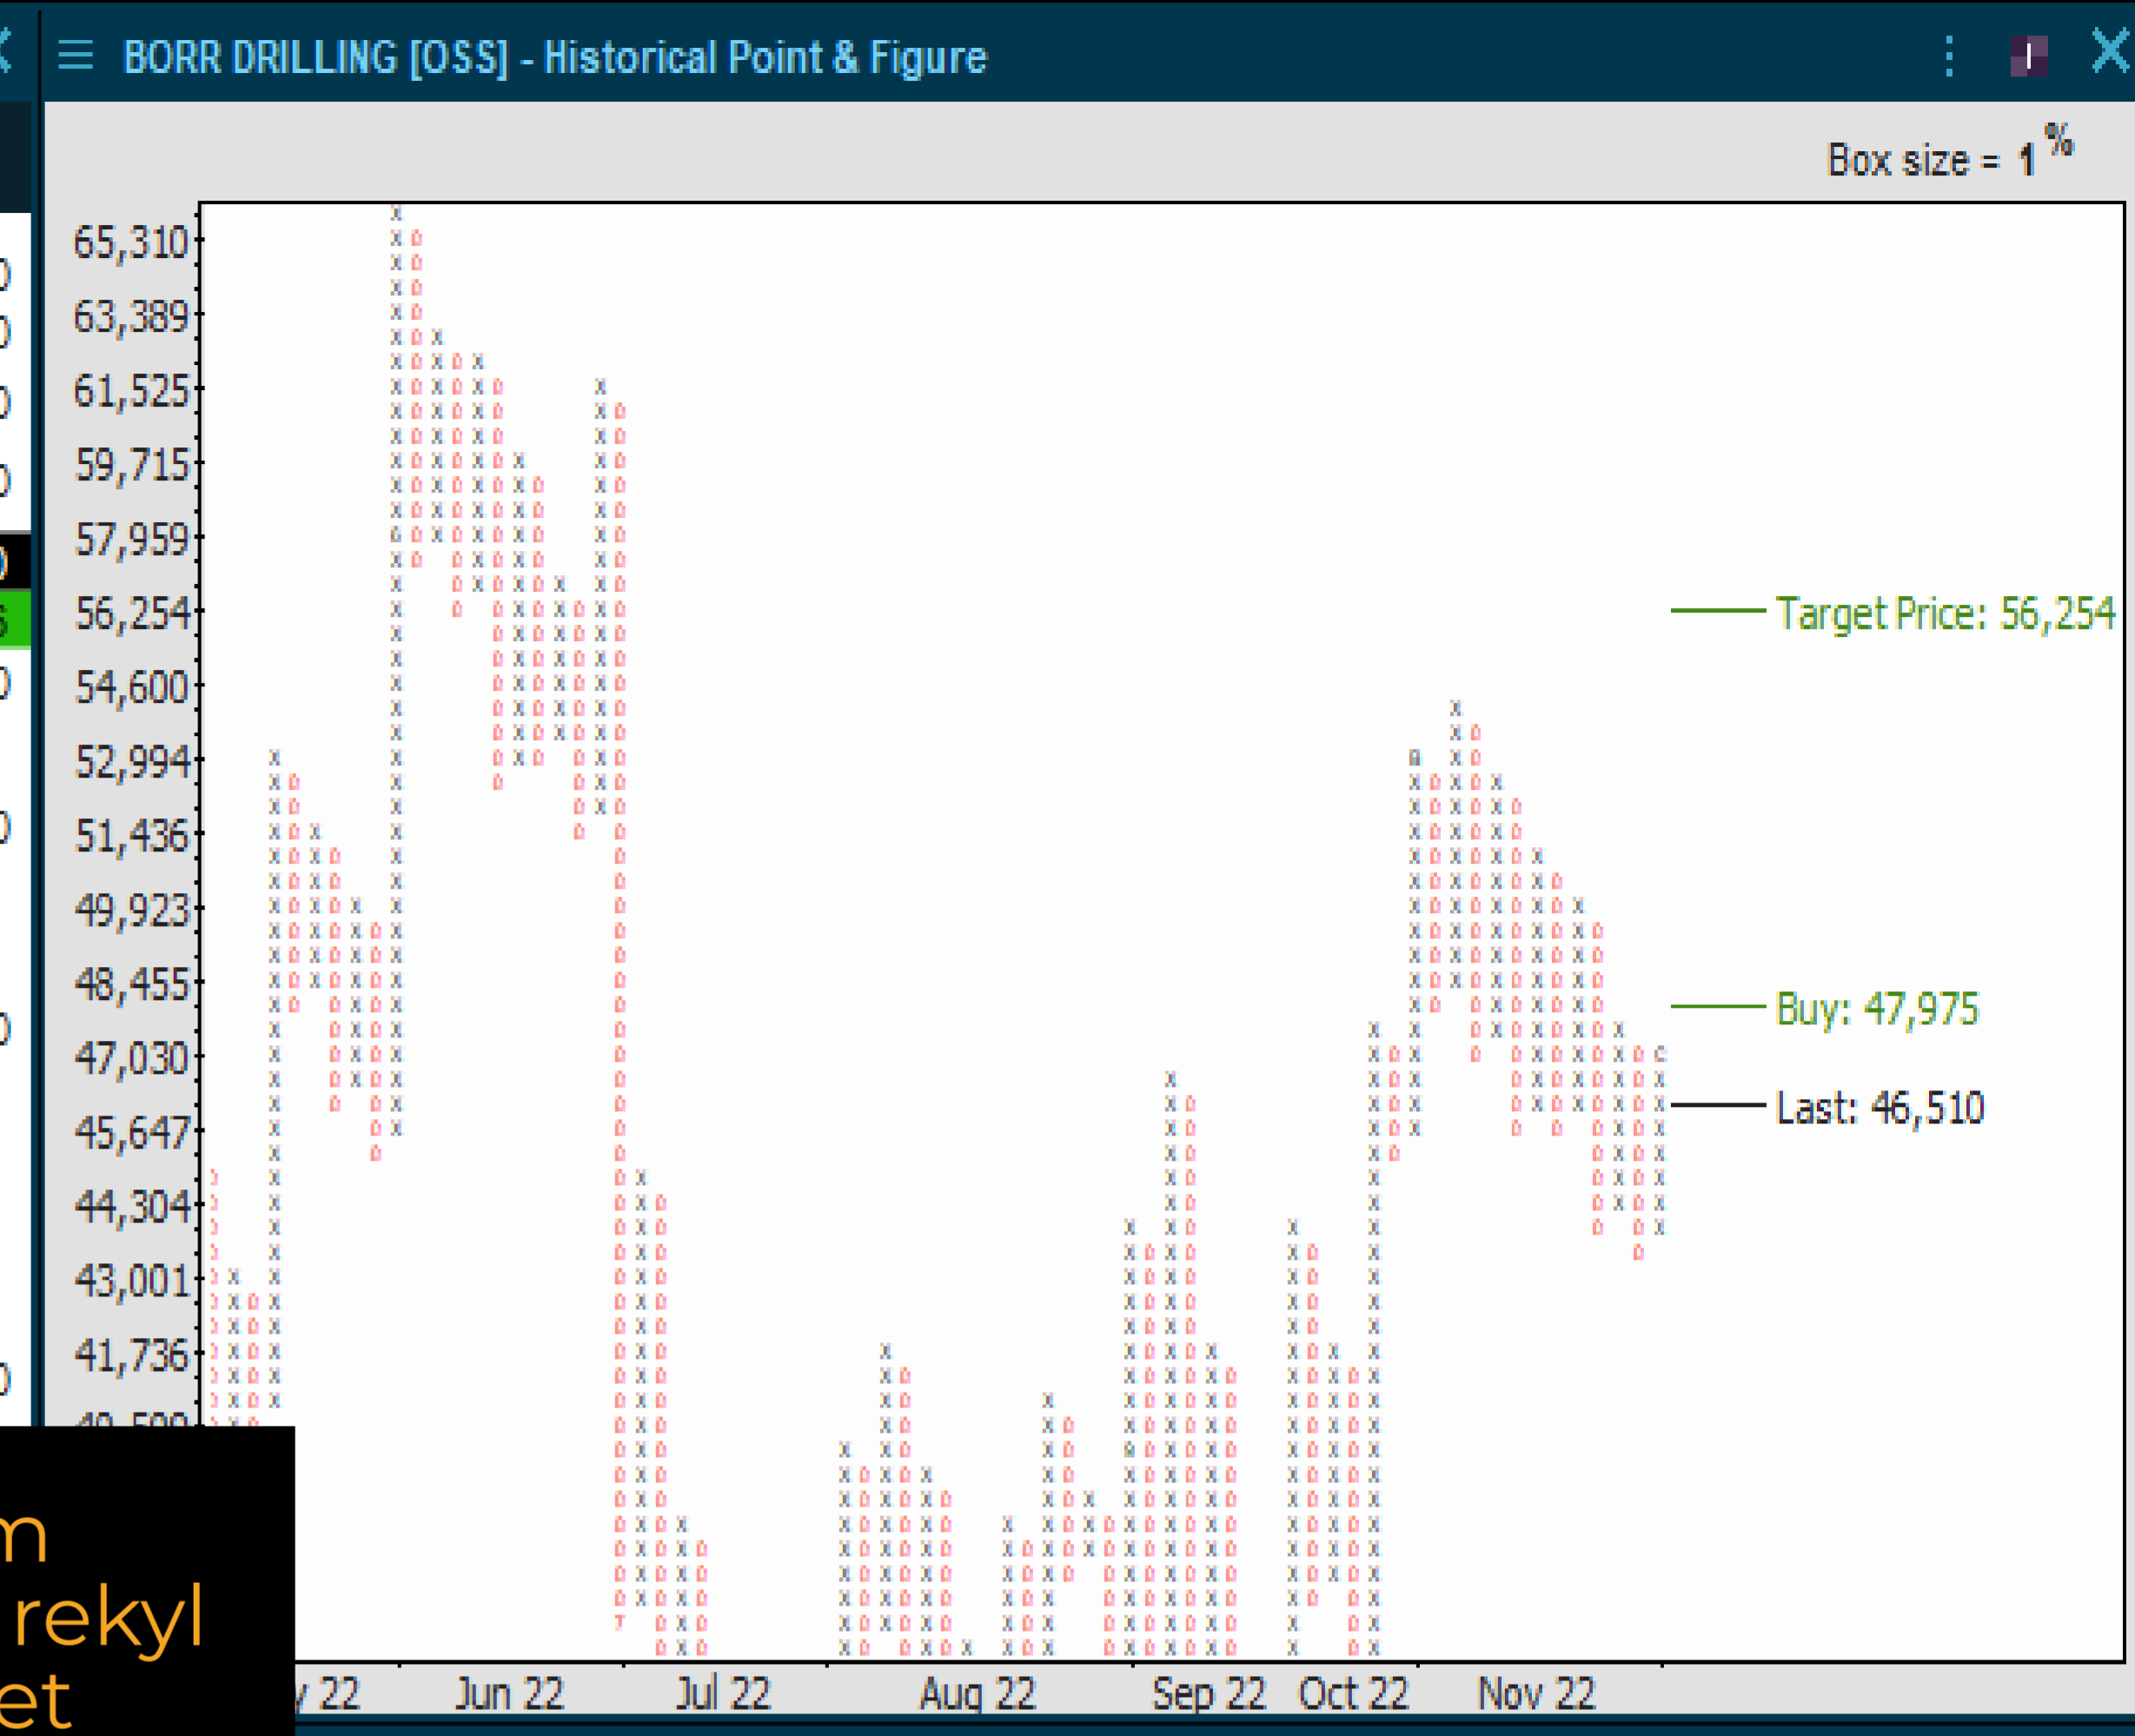 BORR DRILLING [OSS] - Historical Point & Figure
Box size = 1 %
65,310
63,389
61,525
59,715
57,959
56,254
Target Price: 56,254
54,600
52,994
51,436
49,923
48,455
Buy: 47,975
47,030
Last: 46,510
45,647
44,304
43,001
41,736
rekyl
et
22 Jun 22 Jul 22 Aug 22 Sep 22 Oct 22 Nov 22